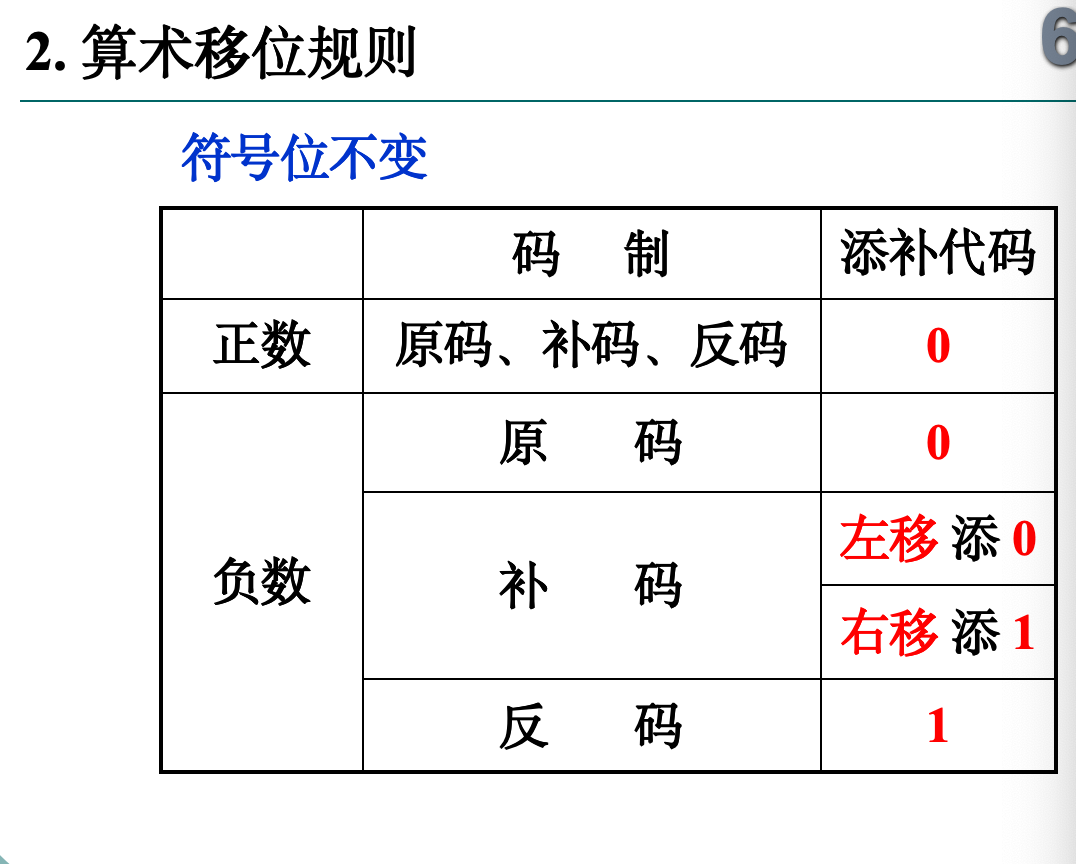 2. 算术移位规则
6
符号位不变
码 制 添补代码
正数 原码、补码、反码 0
原 码 0
左移 添 0
负数 补 码
右移 添 1
反 码 1